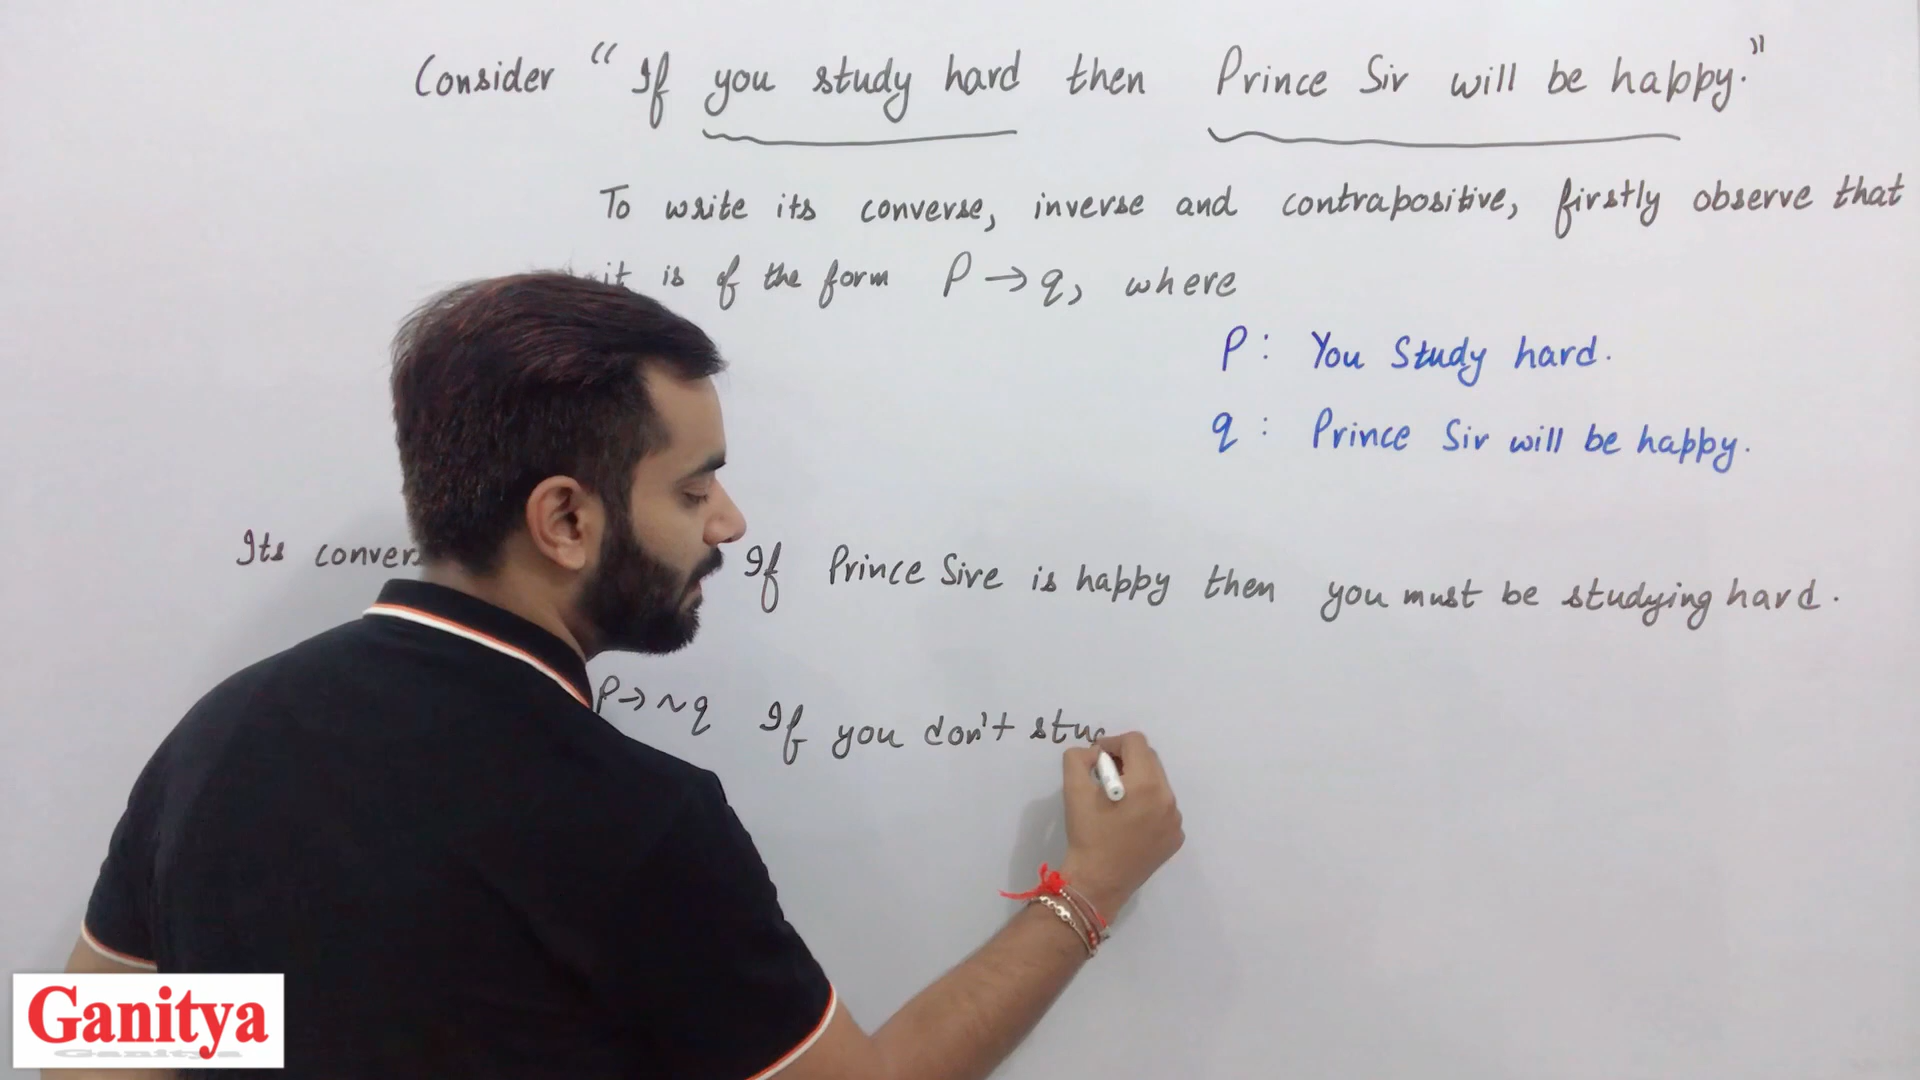 Consider “If you study hard then Prince Sir will be happy.”
To write its converse, inverse and contrapositive, firstly observe that
it is of the form P → q, where
P : You Study hard.
q : Prince Sir will be happy.
Its If Prince Sire is happy then you must be studying hard.
P → ~q If you don't
Ganitya